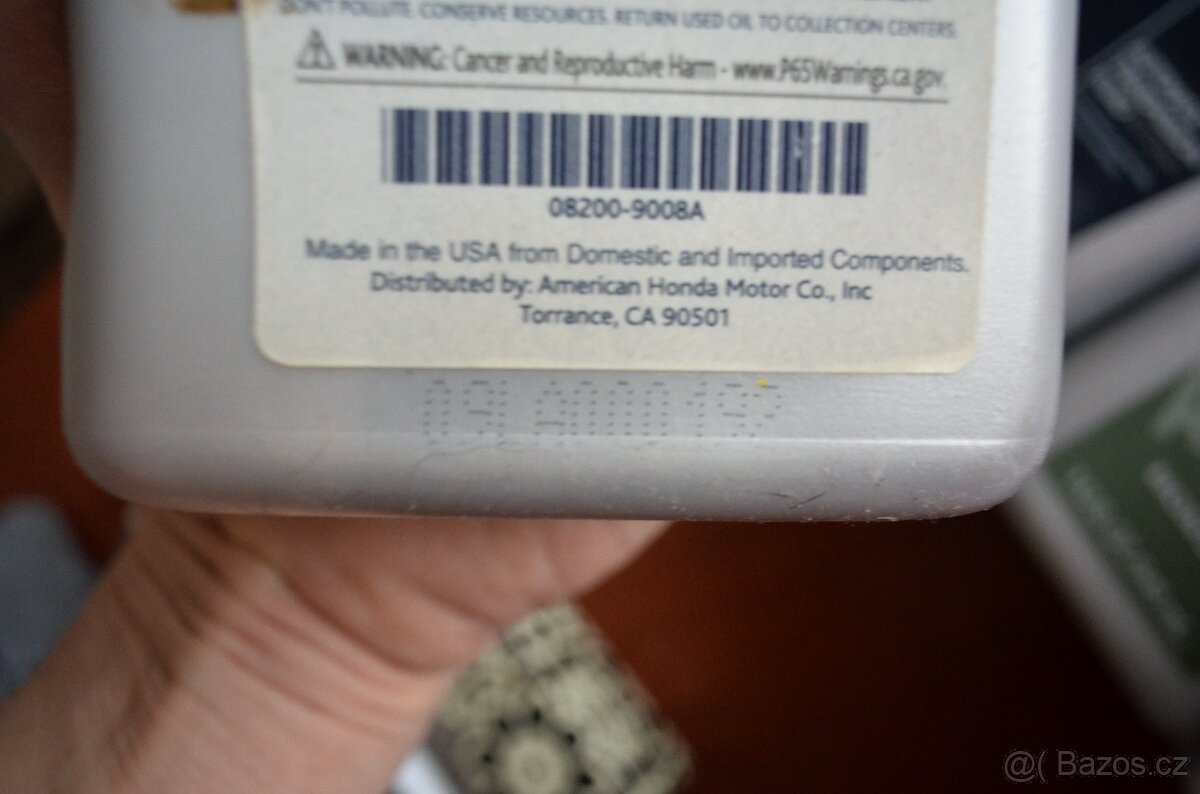 DON'T POLLUTE. CONSERVE RESOURCES. RETURN USED OIL TO COLLECTION CENTERS.
WARNING: Cancer and Reproductive Harm - www.P65Warnings.ca.gov.
08200-9008A
Made in the USA from Domestic and Imported Components.
Distributed by: American Honda Motor Co., Inc
Torrance, CA 90501
@( Bazos.cz